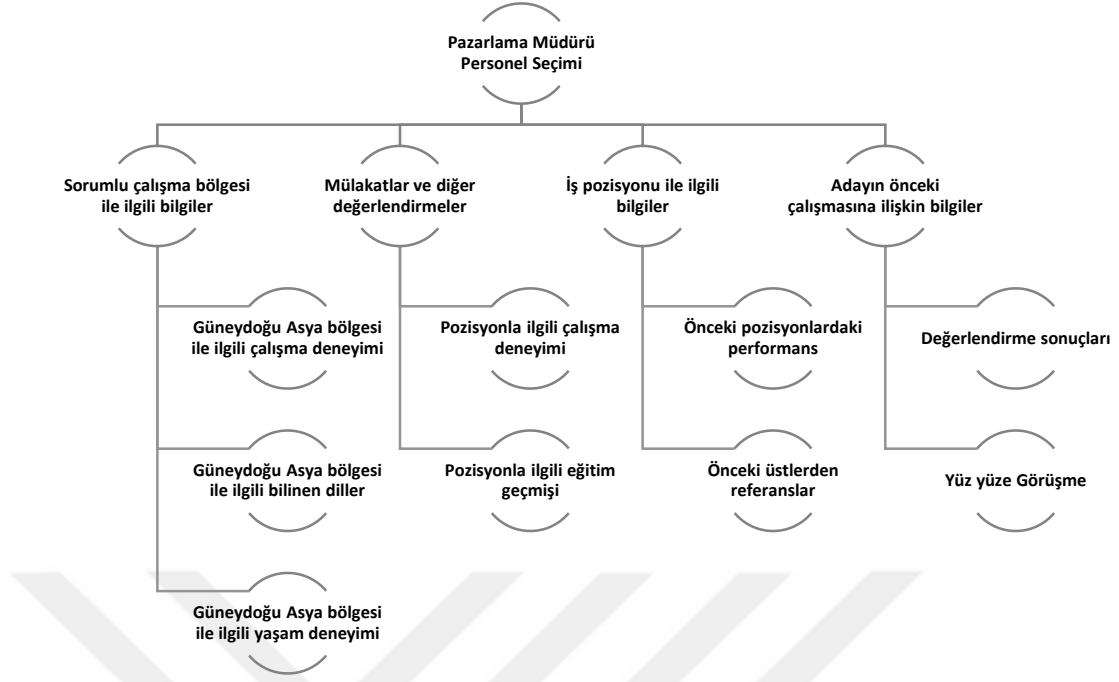 Pazarlama Müdürü
Personel Seçimi
Sorumlu çalışma bölgesi
ile ilgili bilgiler
Mülakatlar ve diğer
değerlendirmeler
İş pozisyonu ile ilgili
bilgiler
Adayın önceki
çalışmasına ilişkin bilgiler
Güneydoğu Asya bölgesi
ile ilgili çalışma deneyimi
Pozisyonla ilgili çalışma
deneyimi
Önceki pozisyonlardaki
performans
Değerlendirme sonuçları
Güneydoğu Asya bölgesi
ile ilgili bilinen diller
Pozisyonla ilgili eğitim
geçmişi
Önceki üstlerden
referanslar
Yüz yüze Görüşme
Güneydoğu Asya bölgesi
ile ilgili yaşam deneyimi